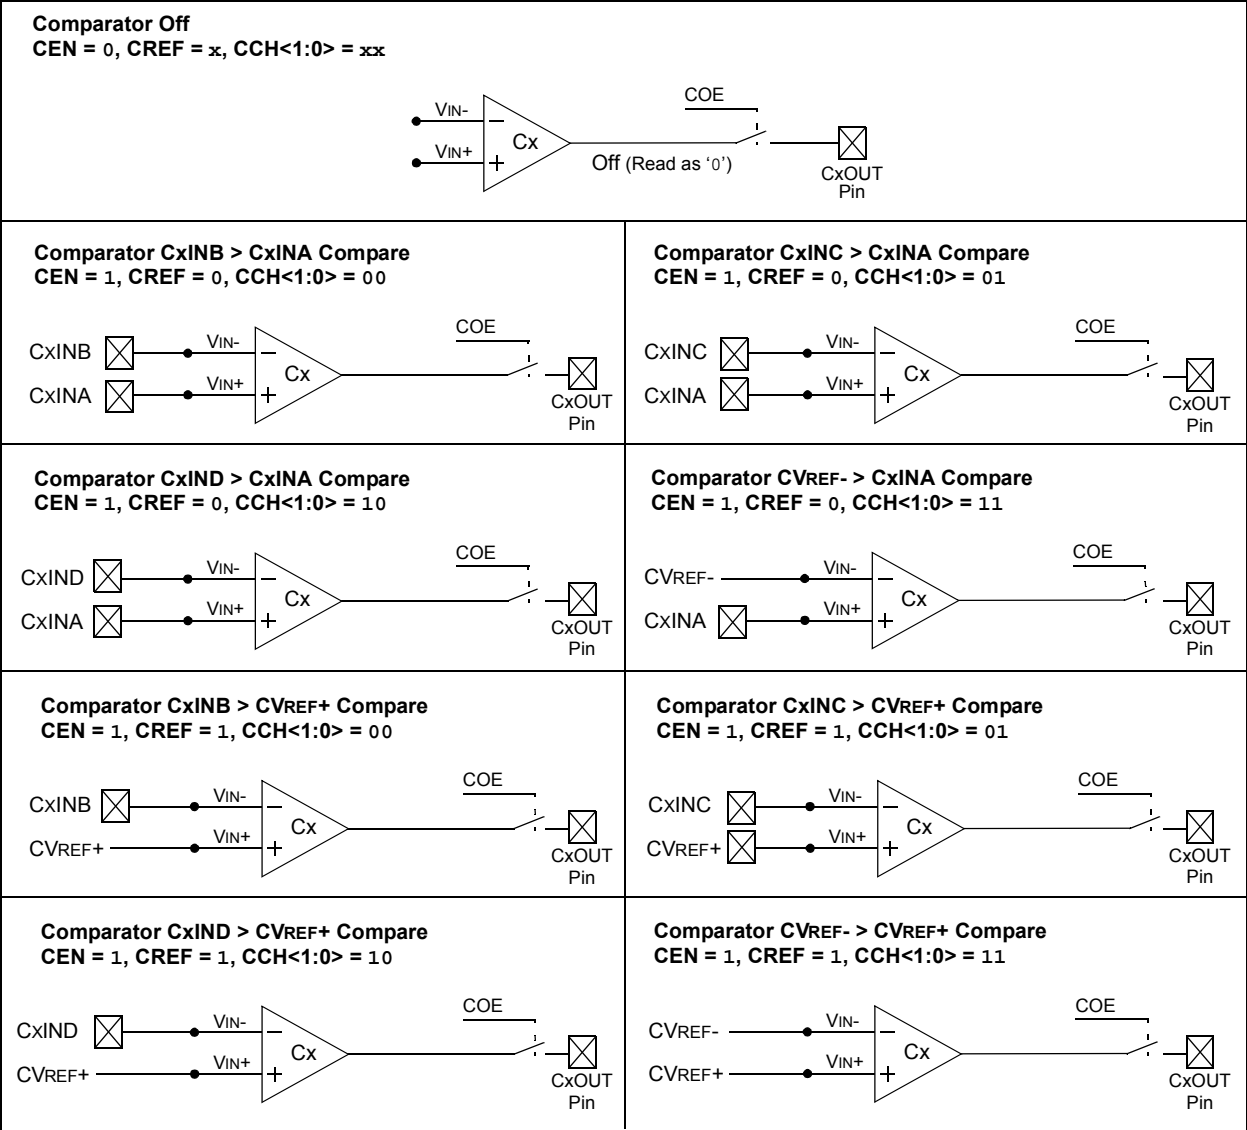 Comparator Off
CEN = 0, CREF = x, CCH<1:0> = xx
COE
VIN-
Cx
VIN+
Off (Read as ‘0’)
CxOUT
Pin
Comparator CxINB > CxINA Compare
CEN = 1, CREF = 0, CCH<1:0> = 00
COE
CxINB
VIN-
Cx
CxINA
VIN+
CxOUT
Pin
Comparator CxINC > CxINA Compare
CEN = 1, CREF = 0, CCH<1:0> = 01
COE
CxINC
VIN-
Cx
CxINA
VIN+
CxOUT
Pin
Comparator CxIND > CxINA Compare
CEN = 1, CREF = 0, CCH<1:0> = 10
COE
CxIND
VIN-
Cx
CxINA
VIN+
CxOUT
Pin
Comparator CVREF- > CxINA Compare
CEN = 1, CREF = 0, CCH<1:0> = 11
COE
CVREF-
VIN-
Cx
CxINA
VIN+
CxOUT
Pin
Comparator CxINB > CVREF+ Compare
CEN = 1, CREF = 1, CCH<1:0> = 00
COE
CxINB
VIN-
Cx
CVREF+
VIN+
CxOUT
Pin
Comparator CxINC > CVREF+ Compare
CEN = 1, CREF = 1, CCH<1:0> = 01
COE
CxINC
VIN-
Cx
CVREF+
VIN+
CxOUT
Pin
Comparator CxIND > CVREF+ Compare
CEN = 1, CREF = 1, CCH<1:0> = 10
COE
CxIND
VIN-
Cx
CVREF+
VIN+
CxOUT
Pin
Comparator CVREF- > CVREF+ Compare
CEN = 1, CREF = 1, CCH<1:0> = 11
COE
CVREF-
VIN-
Cx
CVREF+
VIN+
CxOUT
Pin